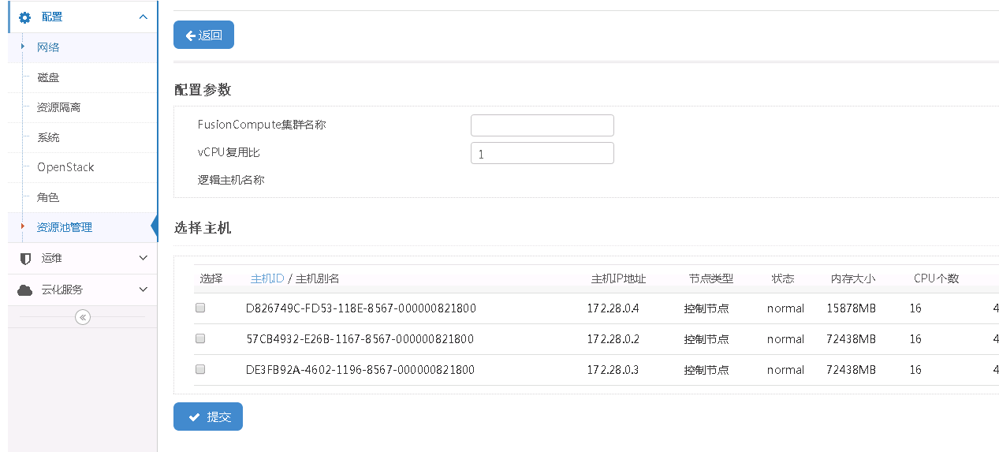 配置
网络
磁盘
资源隔离
系统
OpenStack
角色
资源池管理
运维
云化服务
返回
配置参数
FusionCompute集群名称
vCPU复用比 1
逻辑主机名称
选择主机
选择 主机ID / 主机别名 主机IP地址 节点类型 状态 内存大小 CPU个数
D826749C-FD53-118E-8567-000000821800 172.28.0.4 控制节点 normal 15878MB 16 4
57CB4932-E26B-1167-8567-000000821800 172.28.0.2 控制节点 normal 72438MB 16 4
DE3FB92A-4602-1196-8567-000000821800 172.28.0.3 控制节点 normal 72438MB 16 4
提交